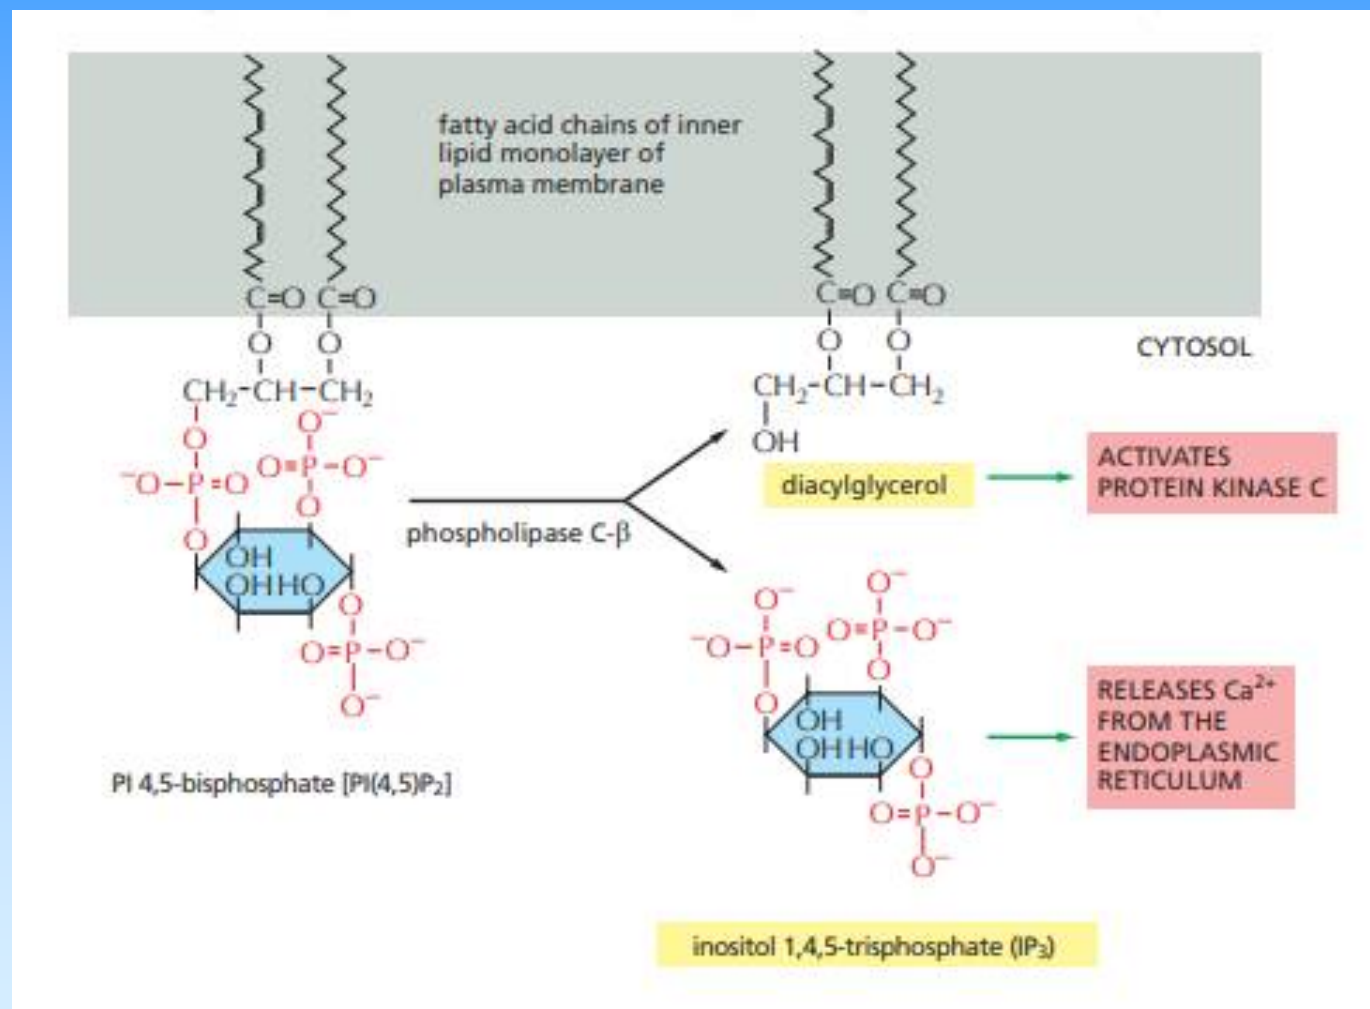 fatty acid chains of inner
lipid monolayer of
plasma membrane
C=O C=O
O O
CH₂-CH-CH₂
O O⁻
⁻O-P=O O=P-O⁻
O O
OH
OH HO
O
O=P-O⁻
O⁻
PI 4,5-bisphosphate [PI(4,5)P₂]
phospholipase C-β
C=O C=O
O O
CYTOSOL
CH₂-CH-CH₂
OH
diacylglycerol
ACTIVATES
PROTEIN KINASE C
O⁻ O⁻
⁻O-P=O O=P-O⁻
O O
OH
OH HO
O
O=P-O⁻
O⁻
RELEASES Ca²⁺
FROM THE
ENDOPLASMIC
RETICULUM
inositol 1,4,5-trisphosphate (IP₃)